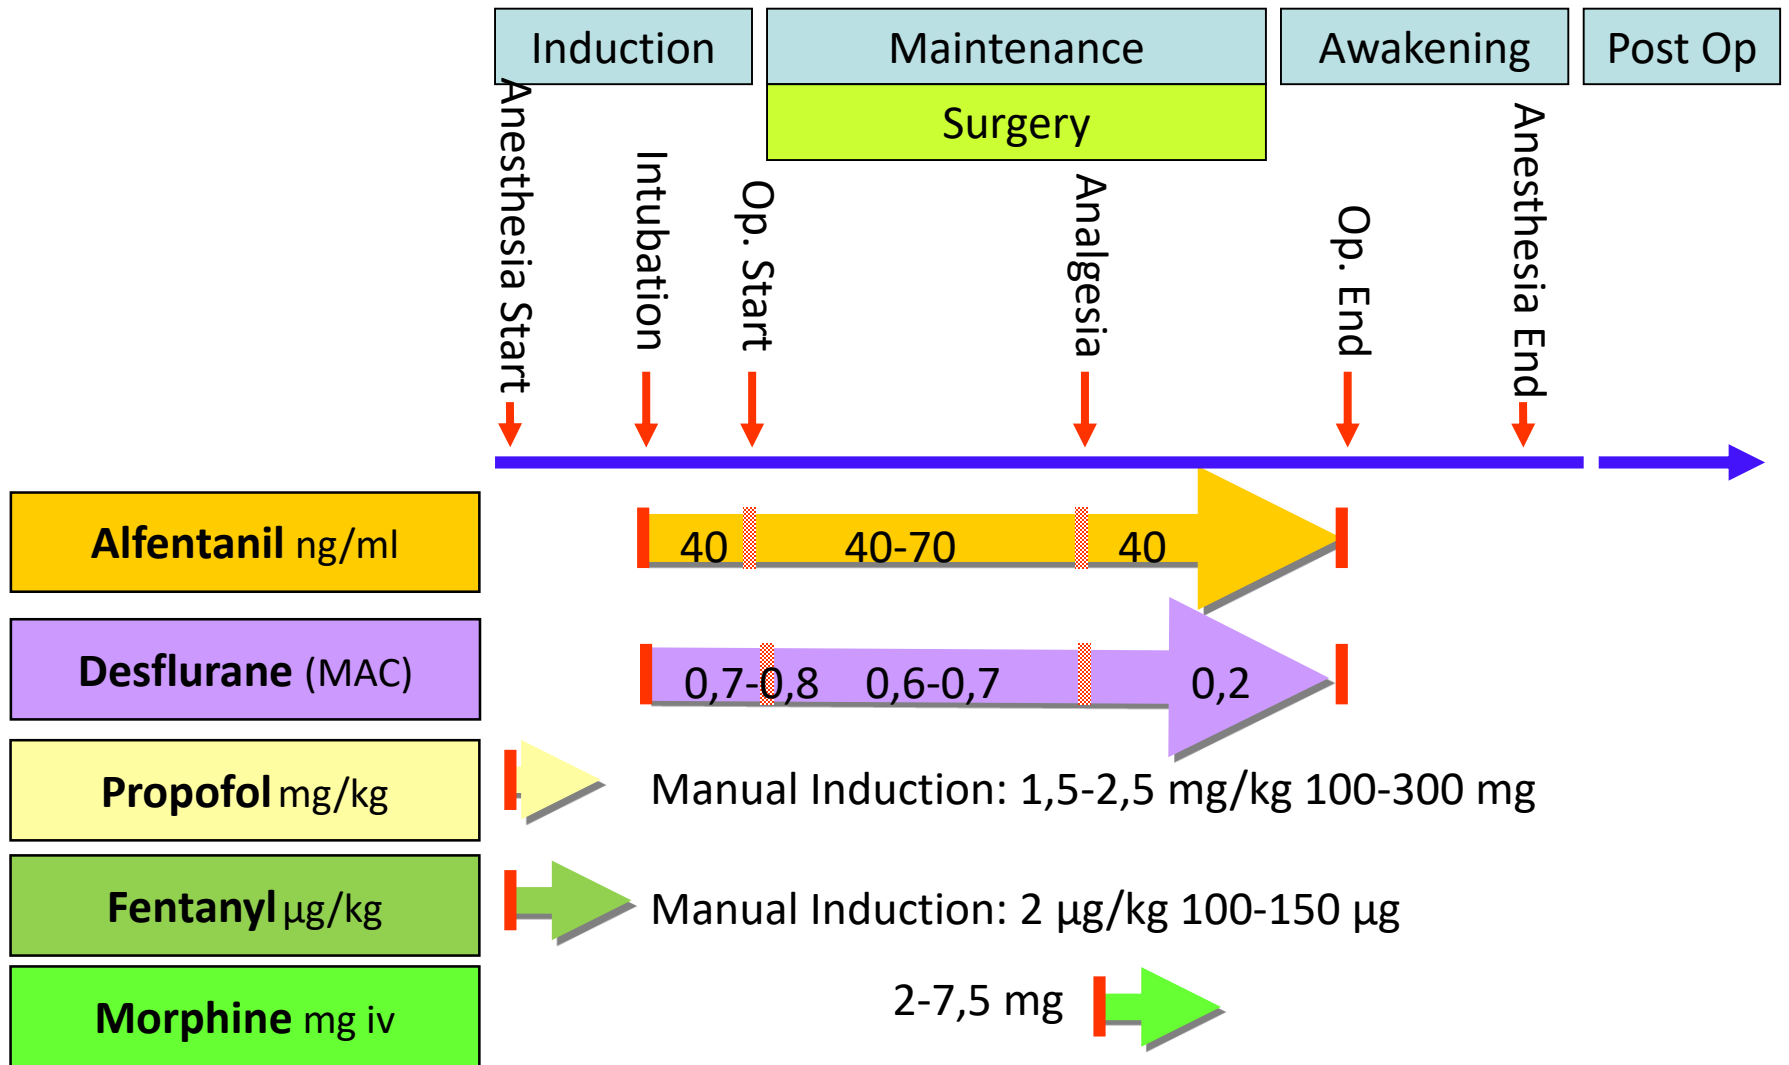 Induction
Maintenance
Awakening
Post Op
Surgery
Anesthesia Start
Intubation
Op. Start
Analgesia
Op. End
Anesthesia End
Alfentanil ng/ml
40
40-70
40
Desflurane (MAC)
0,7-0,8
0,6-0,7
0,2
Propofol mg/kg
Manual Induction: 1,5-2,5 mg/kg 100-300 mg
Fentanyl µg/kg
Manual Induction: 2 µg/kg 100-150 µg
Morphine mg iv
2-7,5 mg